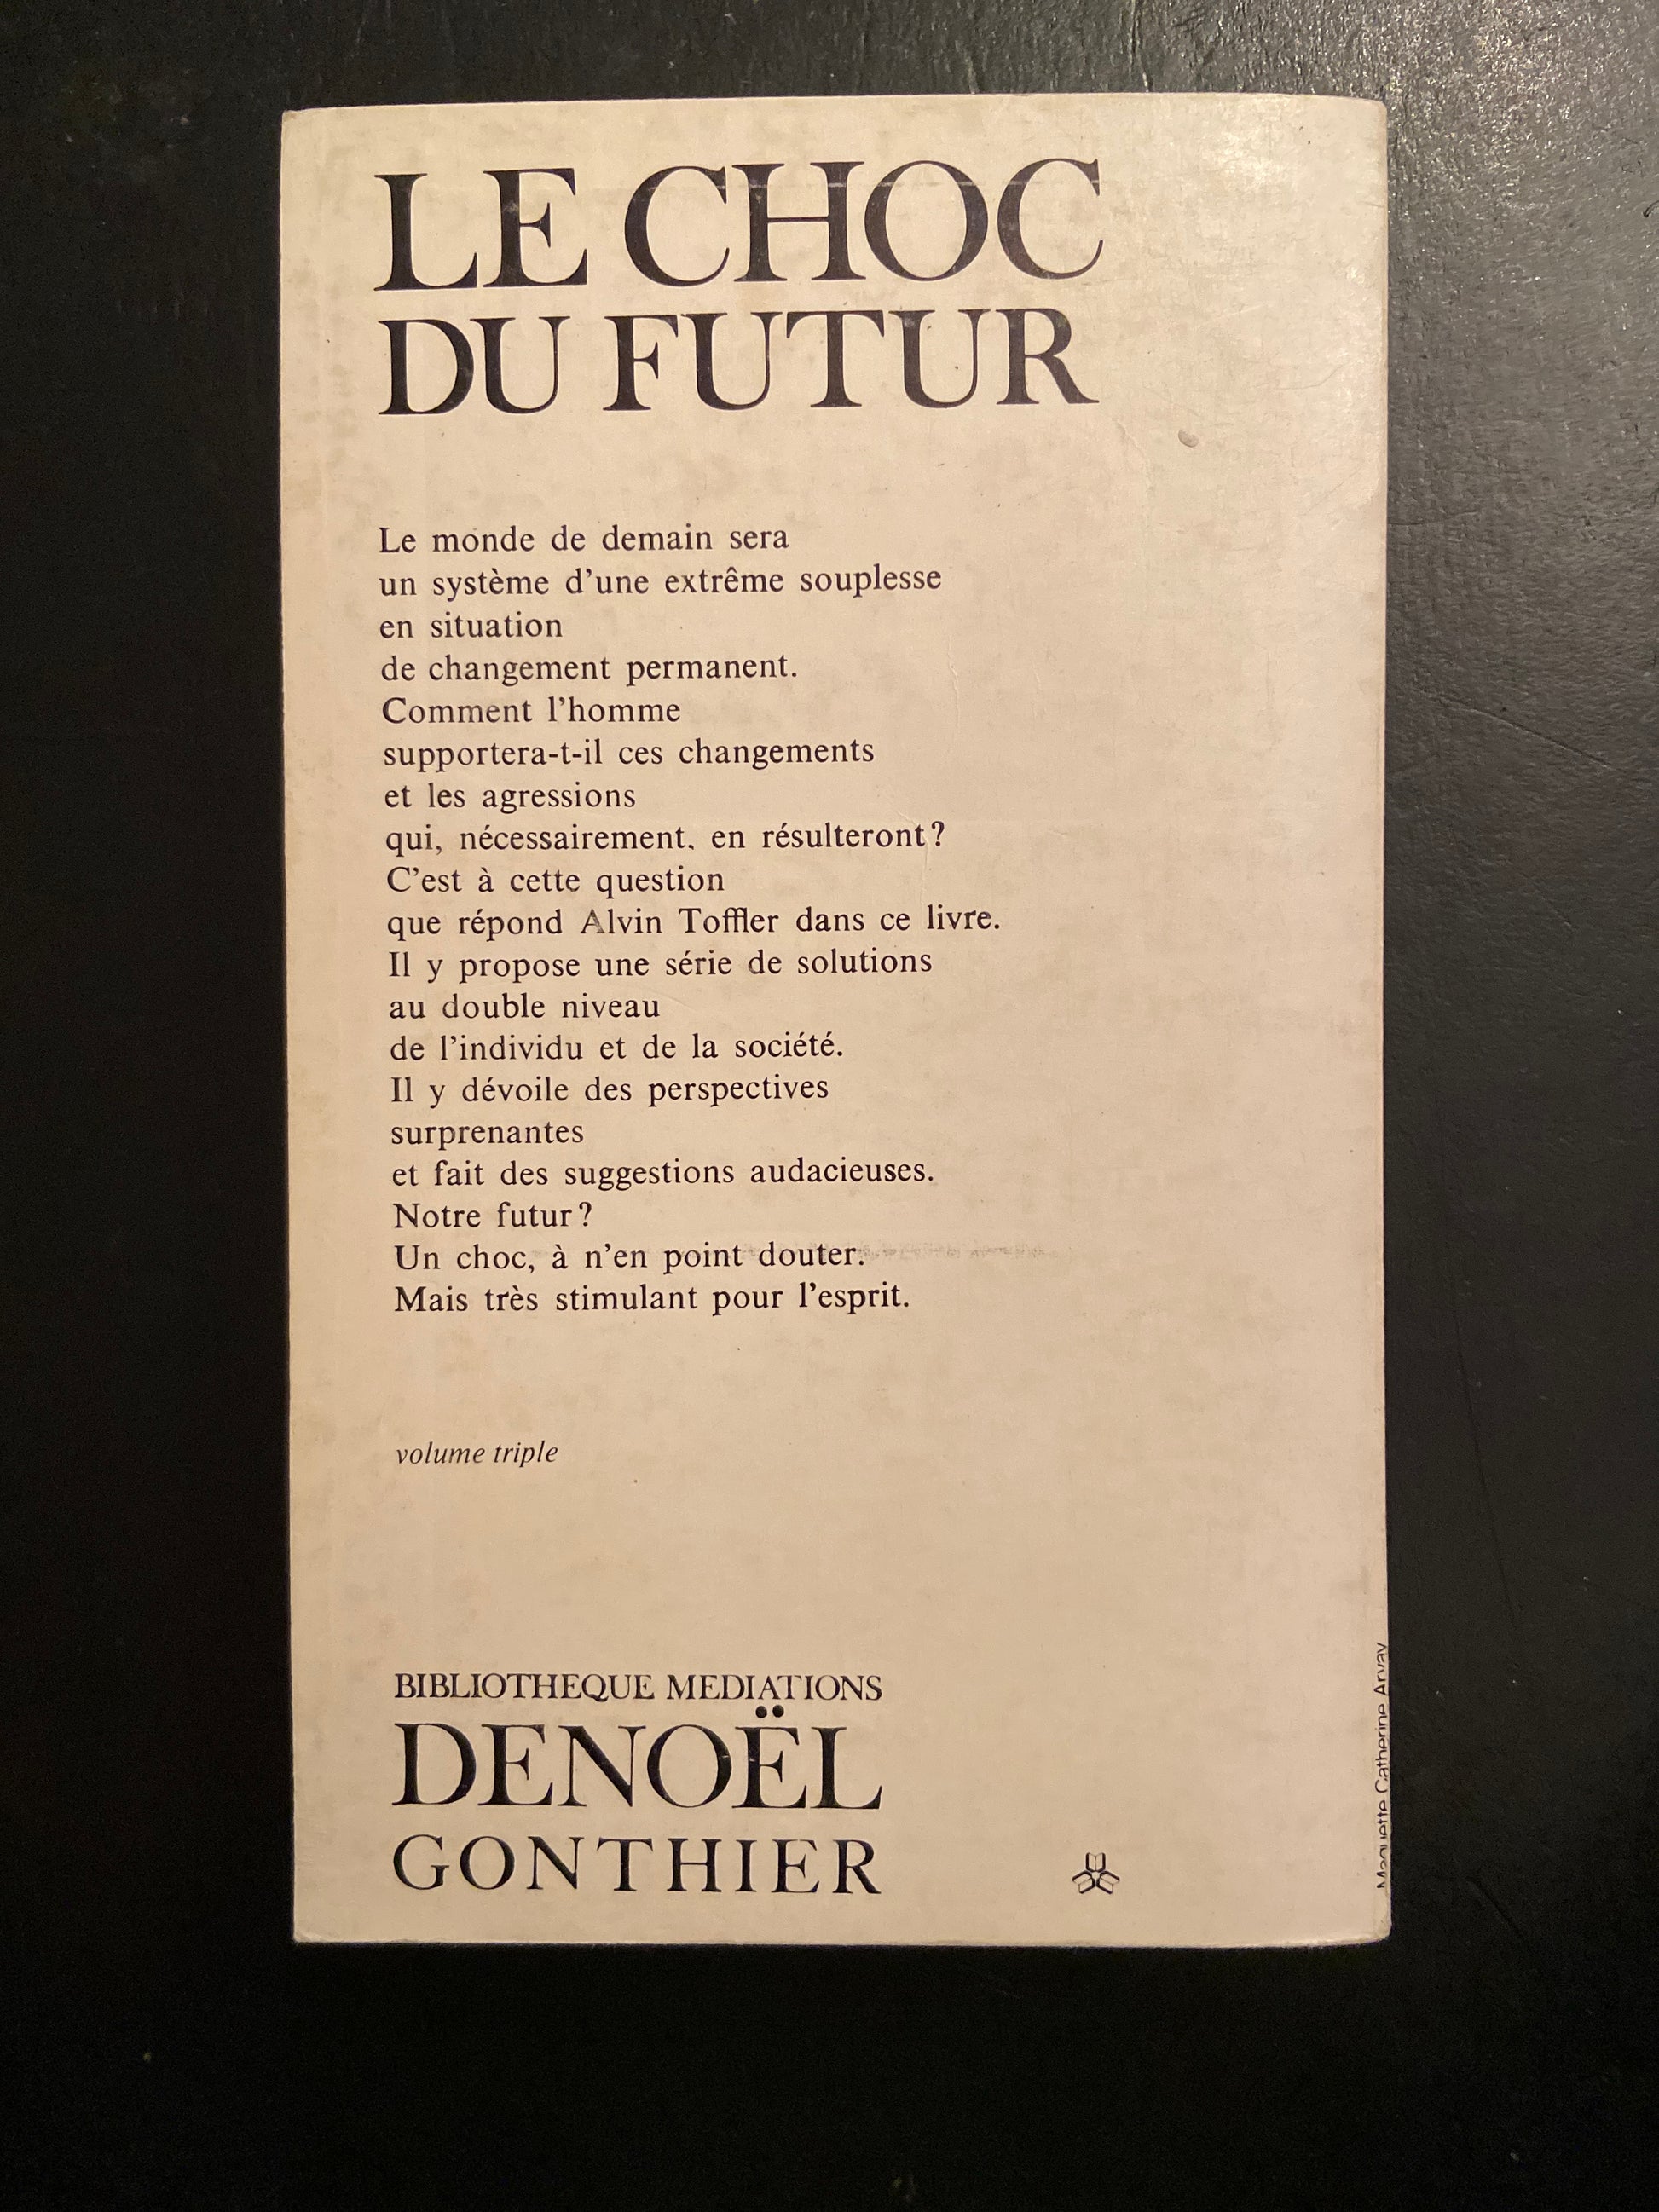 LE CHOC
DU FUTUR
Le monde de demain sera
un système d'une extrême souplesse
en situation
de changement permanent.
Comment l'homme
supportera-t-il ces changements
et les agressions
qui, nécessairement. en résulteront ?
C'est à cette question
que répond Alvin Toffler dans ce livre.
Il y propose une série de solutions
au double niveau
de l'individu et de la société.
Il y dévoile des perspectives
surprenantes
et fait des suggestions audacieuses.
Notre futur ?
Un choc, à n'en point douter.
Mais très stimulant pour l'esprit.
volume triple
BIBLIOTHEQUE MEDIATIONS
DENOËL
GONTHIER
Maquette Catherine Arvay